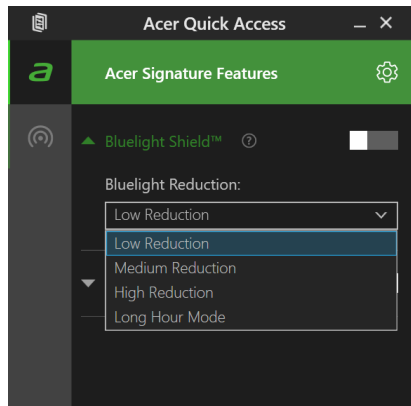 Acer Quick Access
a
Acer Signature Features
Bluelight Shield™ ?
Bluelight Reduction:
Low Reduction
Low Reduction
Medium Reduction
High Reduction
Long Hour Mode